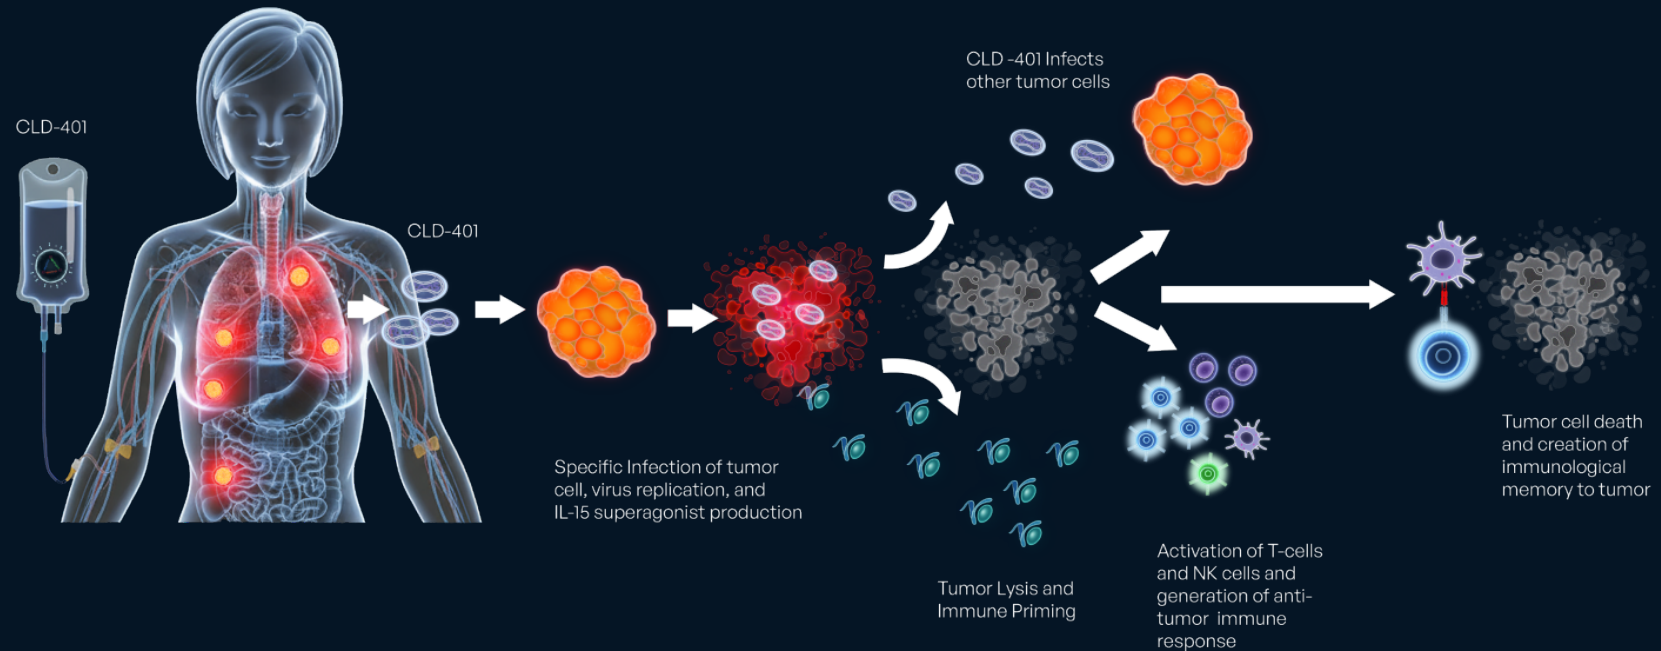 CLD-401
CLD-401
Specific Infection of tumor
cell, virus replication, and
IL-15 superagonist production
CLD -401 Infects
other tumor cells
Tumor Lysis and
Immune Priming
Activation of T-cells
and NK cells and
generation of anti-
tumor  immune
response
Tumor cell death
and creation of
immunological
memory to tumor